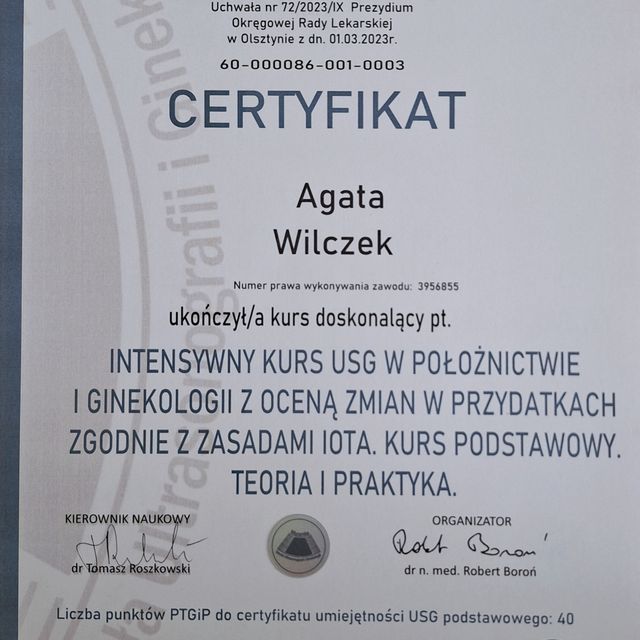 Uchwała nr 72/2023/IX Prezydium
Okręgowej Rady Lekarskiej
w Olsztynie z dn. 01.03.2023r.
60-000086-001-0003
CERTYFIKAT
Agata
Wilczek
Numer prawa wykonywania zawodu: 3956855
ukończył/a kurs doskonalący pt.
INTENSYWNY KURS USG W POŁOŻNICTWIE
I GINEKOLOGII Z OCENĄ ZMIAN W PRZYDATKACH
ZGODNIE Z ZASADAMI IOTA. KURS PODSTAWOWY.
TEORIA I PRAKTYKA.
KIEROWNIK NAUKOWY
dr Tomasz Roszkowski
ORGANIZATOR
Robert Boroń
dr n. med. Robert Boroń
Liczba punktów PTGiP do certyfikatu umiejętności USG podstawowego: 40